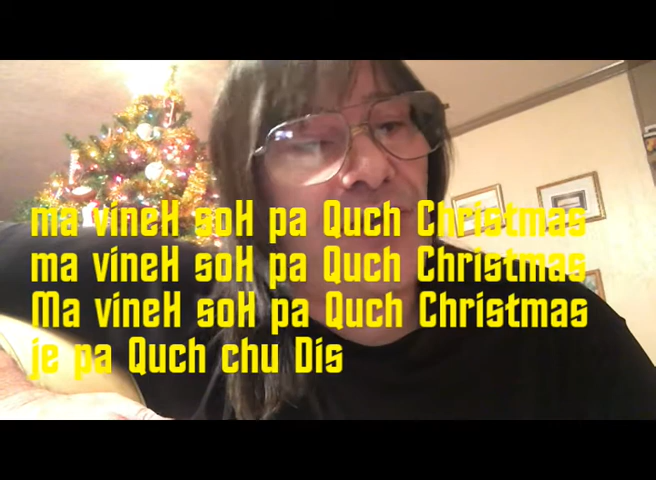 ma vineH soH pa Quch Christmas
ma vineH soH pa Quch Christmas
Ma vineH soH pa Quch Christmas
je pa Quch chu Dis